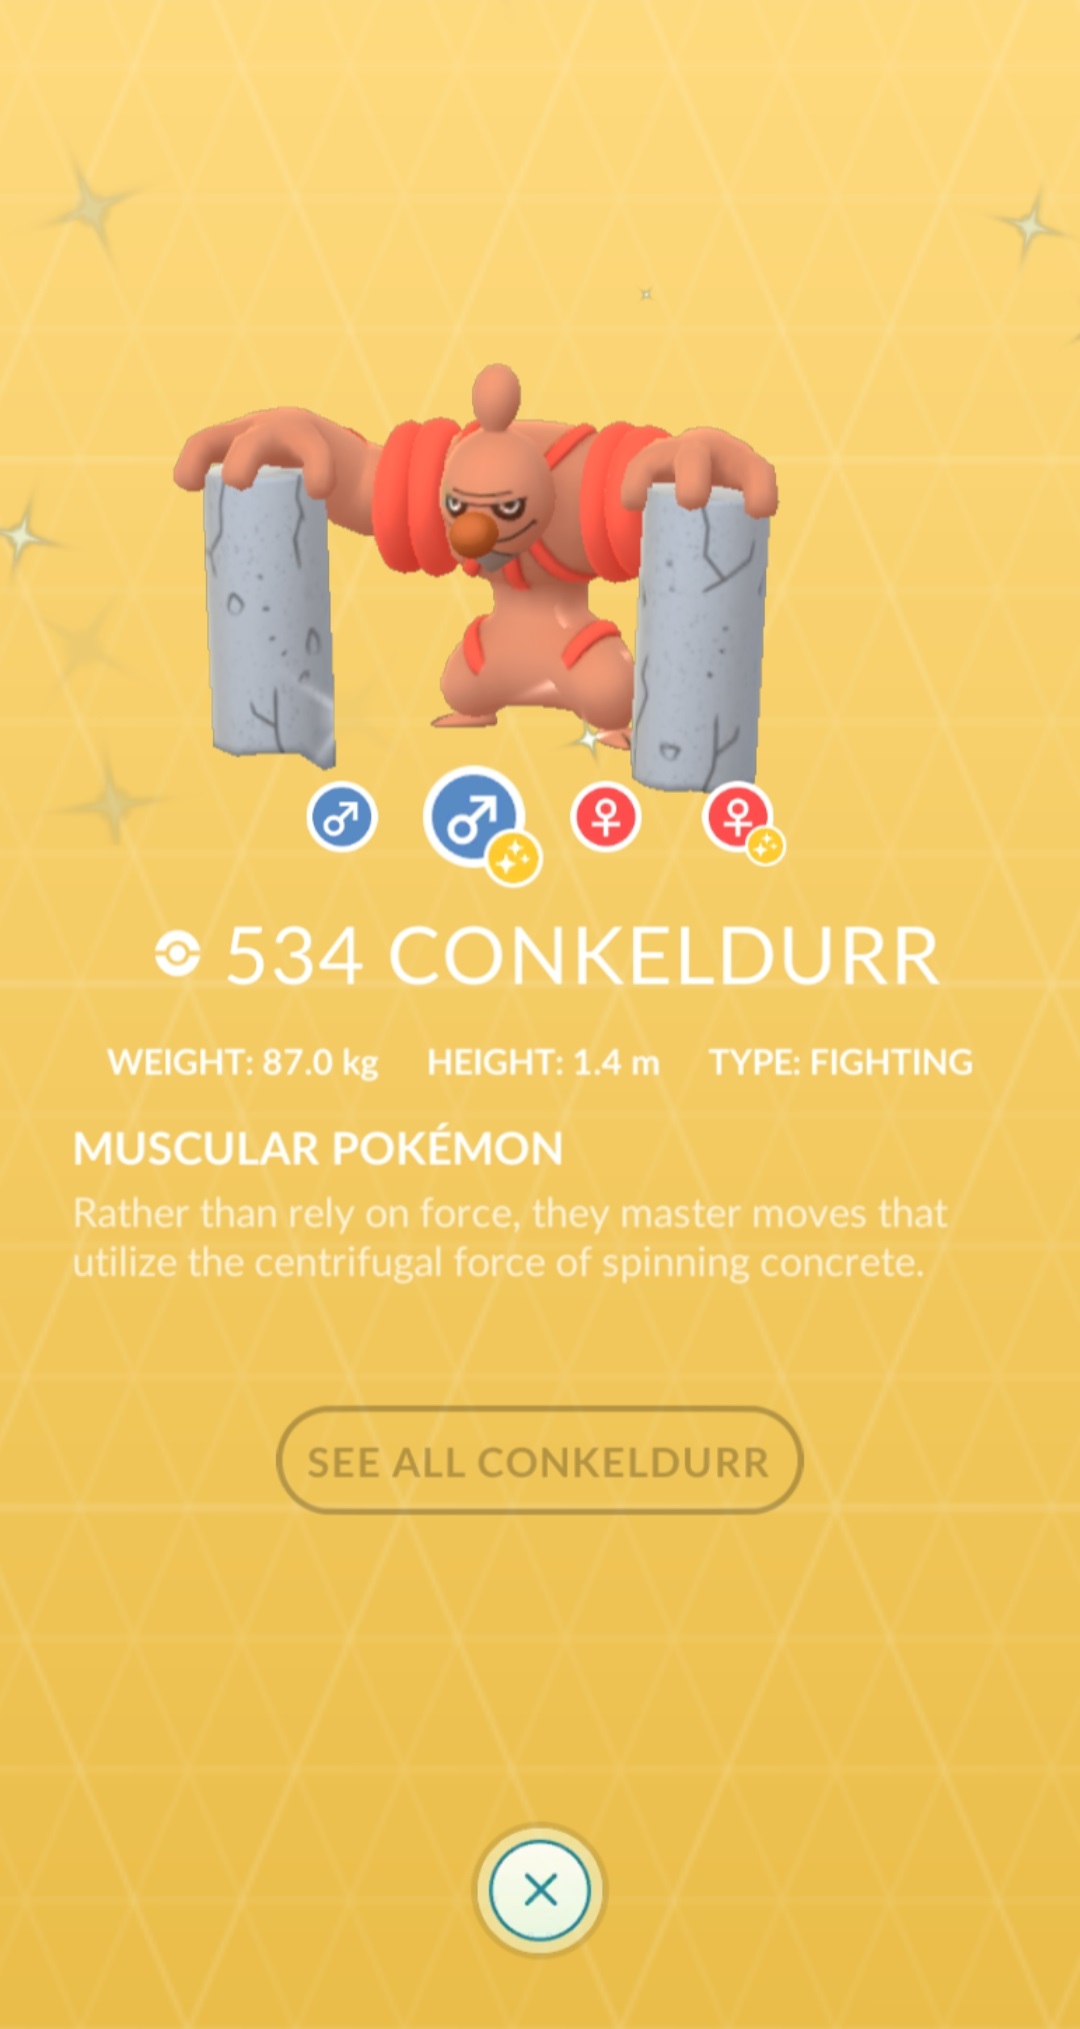 534 CONKELDURR
WEIGHT: 87.0 kg HEIGHT: 1.4 m TYPE: FIGHTING
MUSCULAR POKÉMON
Rather than rely on force, they master moves that
utilize the centrifugal force of spinning concrete.
SEE ALL CONKELDURR